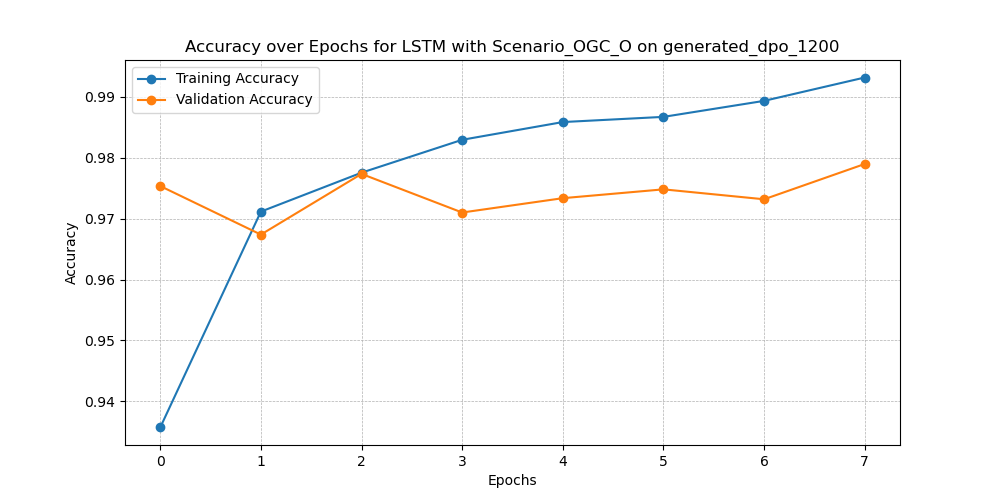 Accuracy over Epochs for LSTM with Scenario_OGC_O on generated_dpo_1200
Training Accuracy
Validation Accuracy
0.99
0.98
0.97
0.96
0.95
0.94
Accuracy
0 1 2 3 4 5 6 7
Epochs